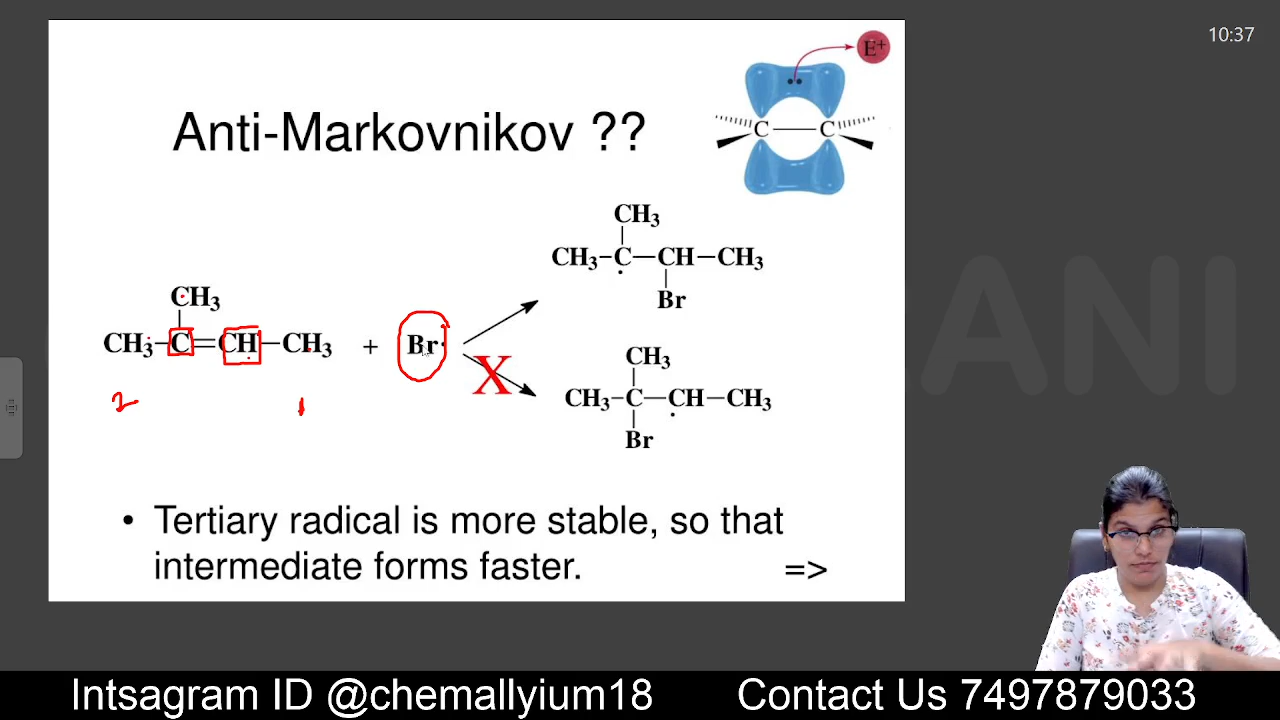 10:37
E+
Anti-Markovnikov ??
C C
CH3
CH3-C—CH—CH3
Br
CH3
CH3-C=CH-CH3 + Br·
CH3
CH3-C—CH—CH3
Br
2 1
X
ANI
• Tertiary radical is more stable, so that
intermediate forms faster. =>
Intsagram ID @chemallyium18 Contact Us 7497879033